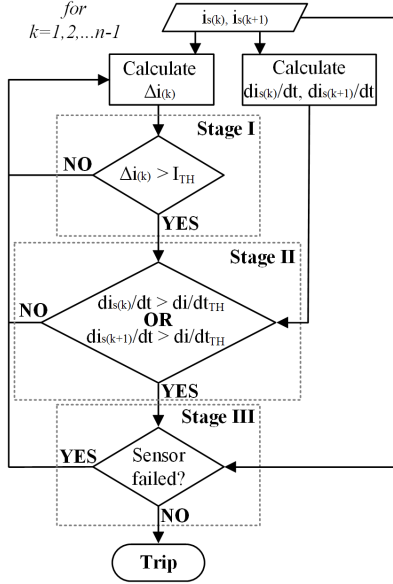 for
k=1,2,...n-1
is(k), is(k+1)
Calculate
Δi(k)
Calculate
dis(k)/dt, dis(k+1)/dt
Stage I
NO
Δi(k) > ITH
YES
Stage II
NO
dis(k)/dt > di/dtTH
OR
dis(k+1)/dt > di/dtTH
YES
Stage III
YES
Sensor
failed?
NO
Trip